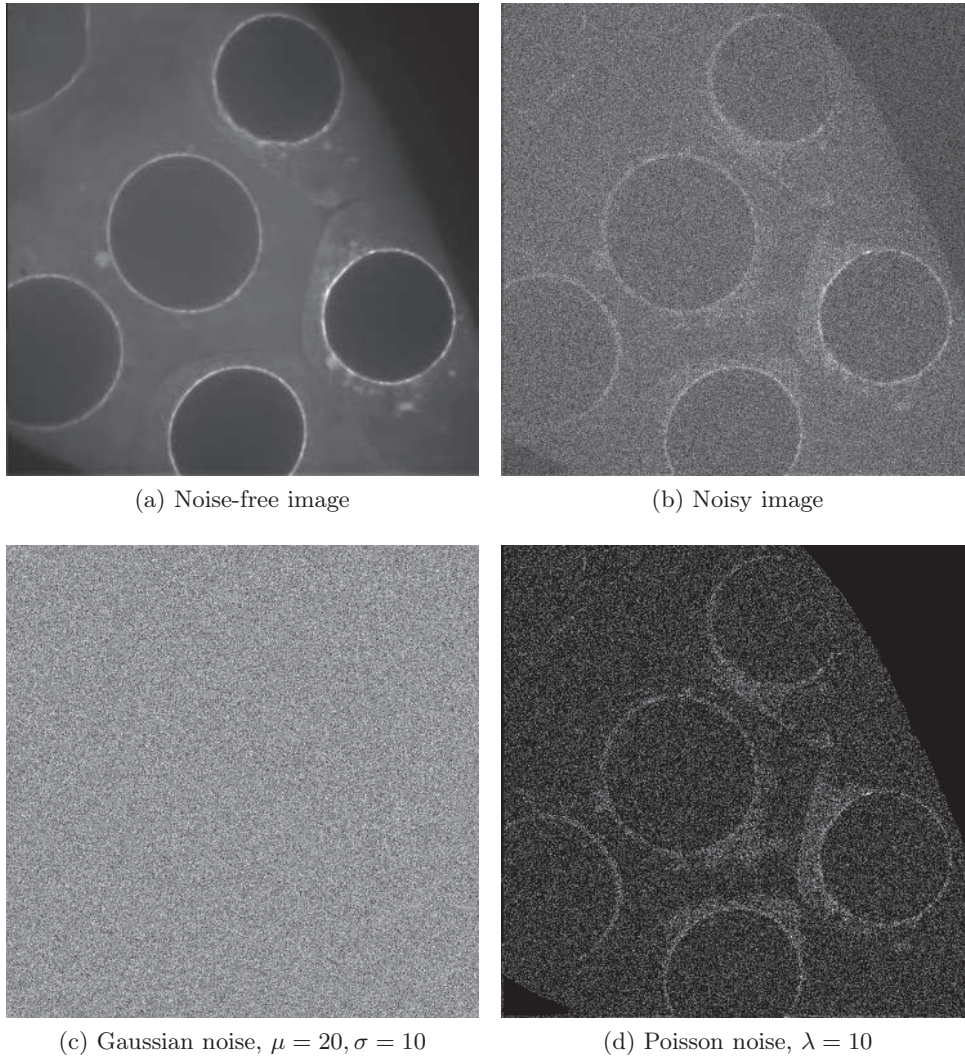 (a) Noise-free image
(b) Noisy image
(c) Gaussian noise, μ = 20, σ = 10
(d) Poisson noise, λ = 10